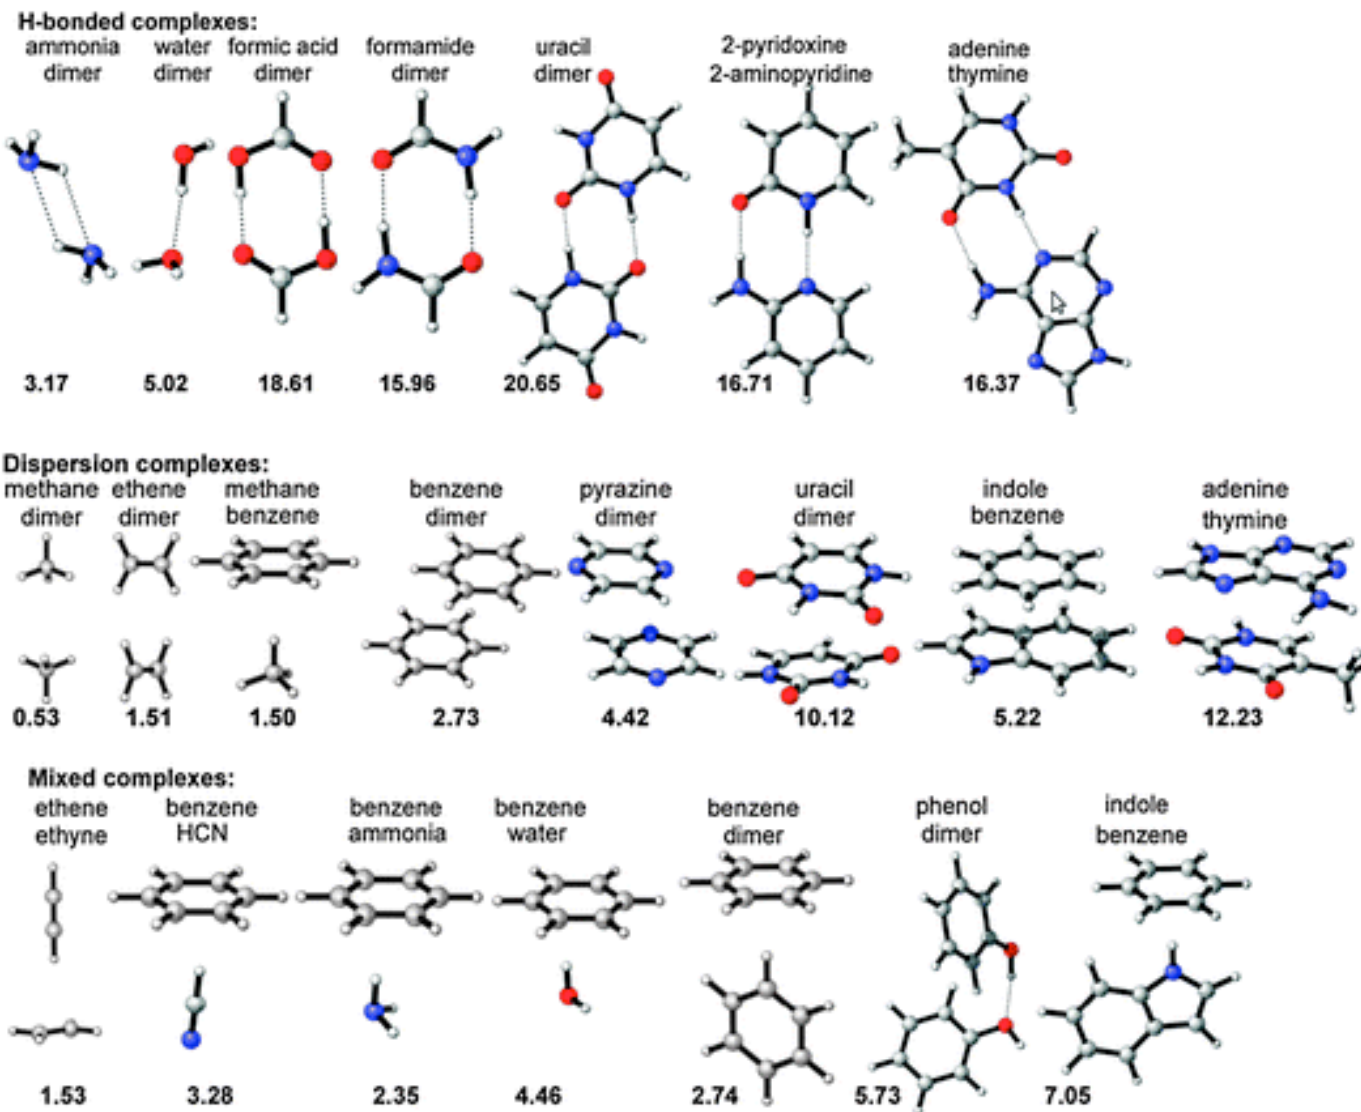 H-bonded complexes:
ammonia dimer
water dimer
formic acid dimer
formamide dimer
uracil dimer
2-pyridoxine 2-aminopyridine
adenine thymine
3.17 5.02 18.61 15.96 20.65 16.71 16.37
Dispersion complexes:
methane dimer
ethene dimer
methane benzene
benzene dimer
pyrazine dimer
uracil dimer
indole benzene
adenine thymine
0.53 1.51 1.50 2.73 4.42 10.12 5.22 12.23
Mixed complexes:
ethene ethyne
benzene HCN
benzene ammonia
benzene water
benzene dimer
phenol dimer
indole benzene
1.53 3.28 2.35 4.46 2.74 5.73 7.05